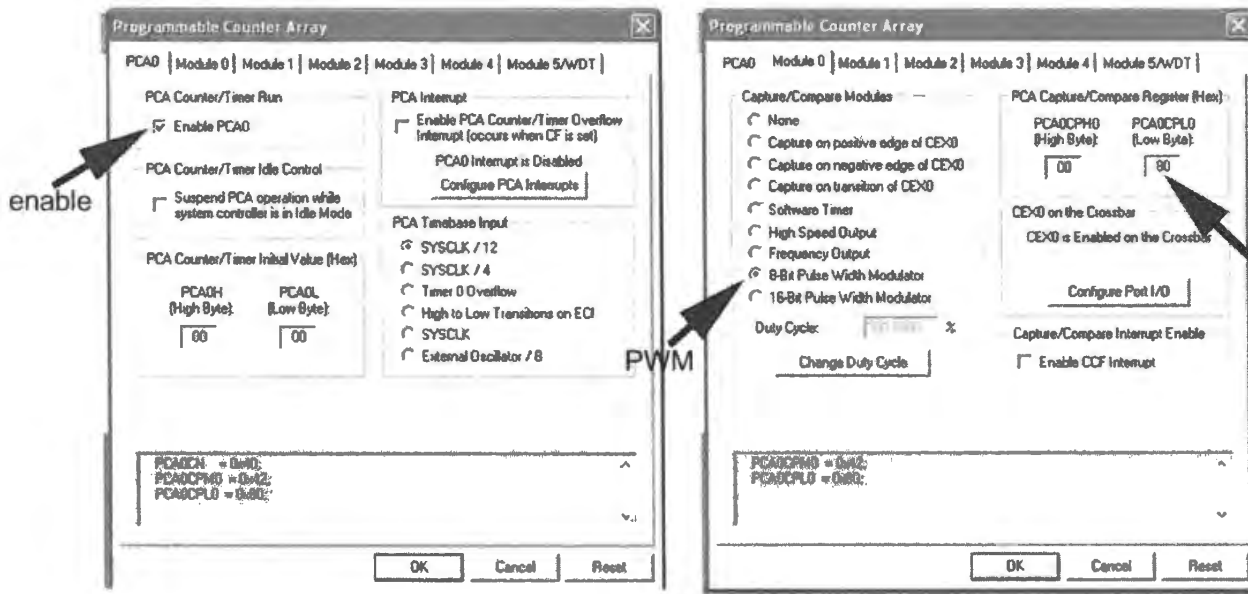 Programmable Counter Array
PCA0 Module 0 Module 1 Module 2 Module 3 Module 4 Module 5/WDT
PCA Counter/Timer Run
Enable PCA0
enable
PCA Counter/Timer Idle Control
Suspend PCA operation while
system controller is in Idle Mode
PCA Counter/Timer Initial Value (Hex)
PCA0H PCA0L
(High Byte): (Low Byte):
00 00
PCA Interrupt
Enable PCA Counter/Timer Overflow
Interrupt (occurs when CF is set)
PCA0 Interrupt is Disabled
Configure PCA Interrupts
PCA Timebase Input
SYSCLK / 12
SYSCLK / 4
Timer 0 Overflow
High to Low Transitions on ECI
SYSCLK
External Oscillator / 8
PCA0CN = 0x40;
PCA0CPM0 = 0x42;
PCA0CPL0 = 0x80;
OK Cancel Reset
Programmable Counter Array
PCA0 Module 0 Module 1 Module 2 Module 3 Module 4 Module 5/WDT
Capture/Compare Modules
None
Capture on positive edge of CEX0
Capture on negative edge of CEX0
Capture on transition of CEX0
Software Timer
High Speed Output
Frequency Output
8-Bit Pulse Width Modulator
16-Bit Pulse Width Modulator
PWM
Duty Cycle: %
Change Duty Cycle
PCA Capture/Compare Register (Hex)
PCA0CPH0 PCA0CPL0
(High Byte): (Low Byte):
00 80
CEX0 on the Crossbar
CEX0 is Enabled on the Crossbar
Configure Port I/O
Capture/Compare Interrupt Enable
Enable CCF Interrupt
PCA0CPM0 = 0x42;
PCA0CPL0 = 0x80;
OK Cancel Reset